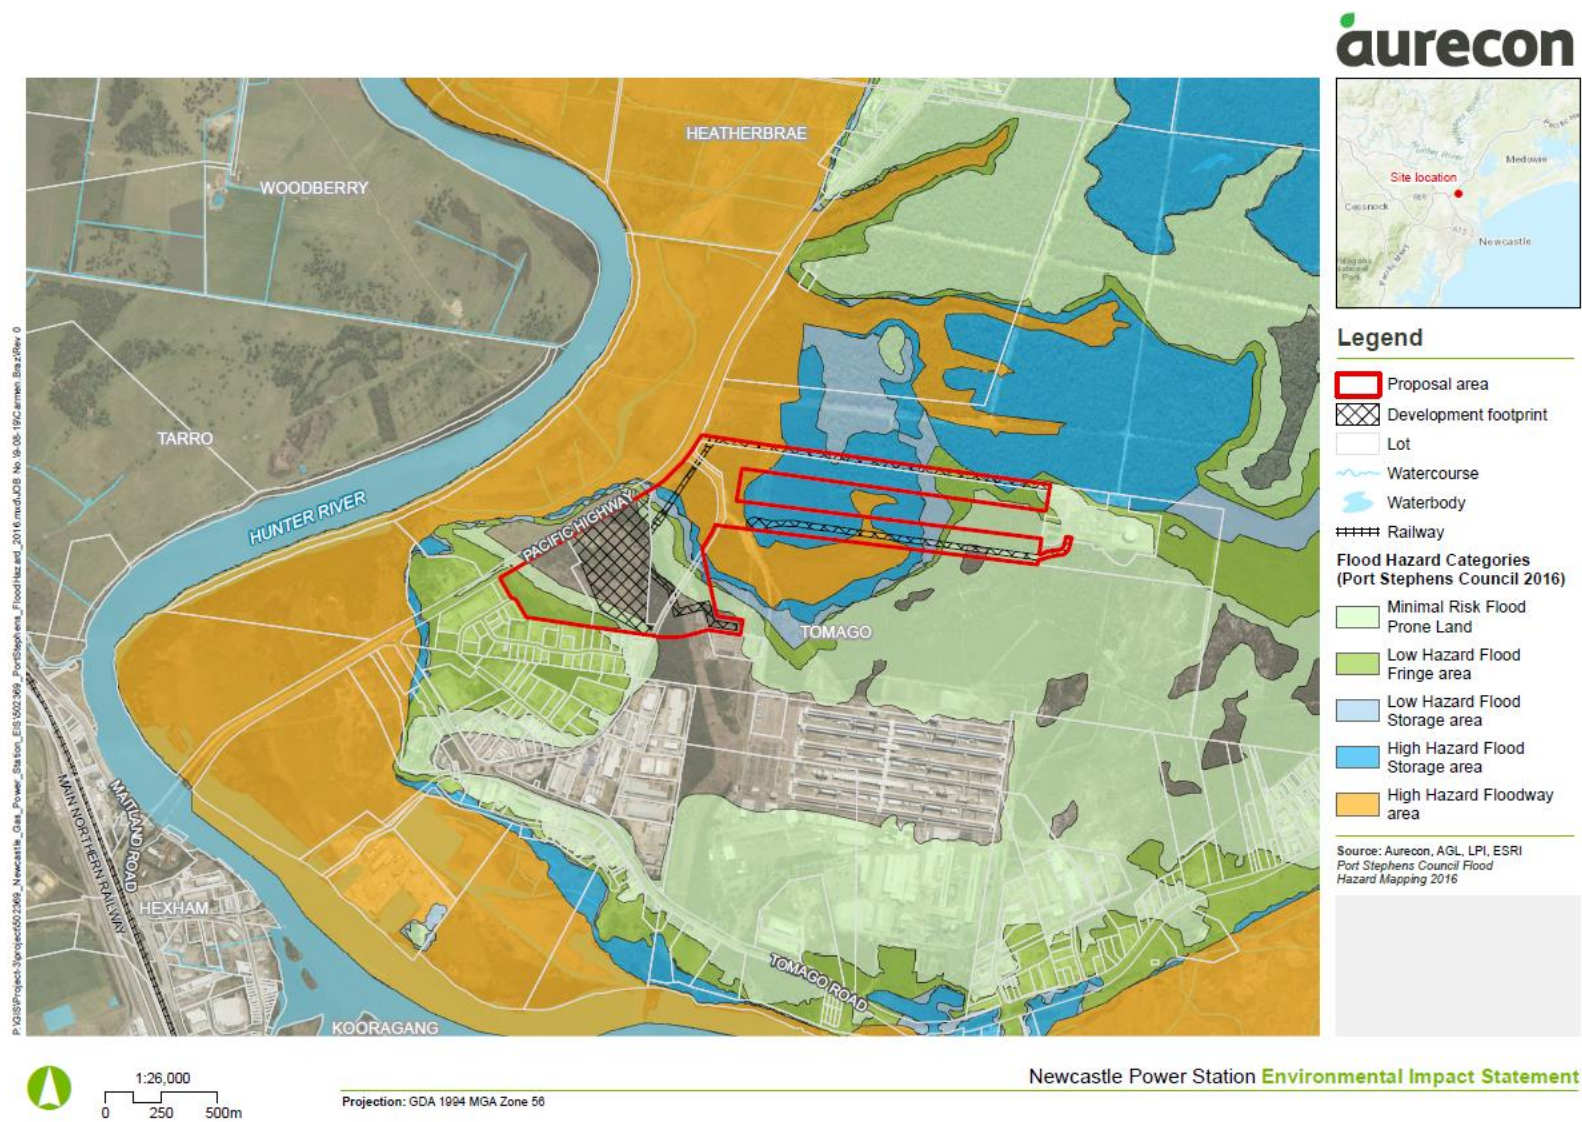 aurecon
HEATHERBRAE
WOODBERRY
TARRO
HUNTER RIVER
PACIFIC HIGHWAY
TOMAGO
MAITLAND ROAD
MAIN NORTHERN RAILWAY
HEXHAM
TOMAGO ROAD
KOORAGANG
Medowie
Site location
Cessnock
Newcastle
Legend
Proposal area
Development footprint
Lot
Watercourse
Waterbody
Railway
Flood Hazard Categories
(Port Stephens Council 2016)
Minimal Risk Flood
Prone Land
Low Hazard Flood
Fringe area
Low Hazard Flood
Storage area
High Hazard Flood
Storage area
High Hazard Floodway
area
Source: Aurecon, AGL, LPI, ESRI
Port Stephens Council Flood
Hazard Mapping 2016
1:26,000
0 250 500m
Projection: GDA 1994 MGA Zone 56
Newcastle Power Station Environmental Impact Statement